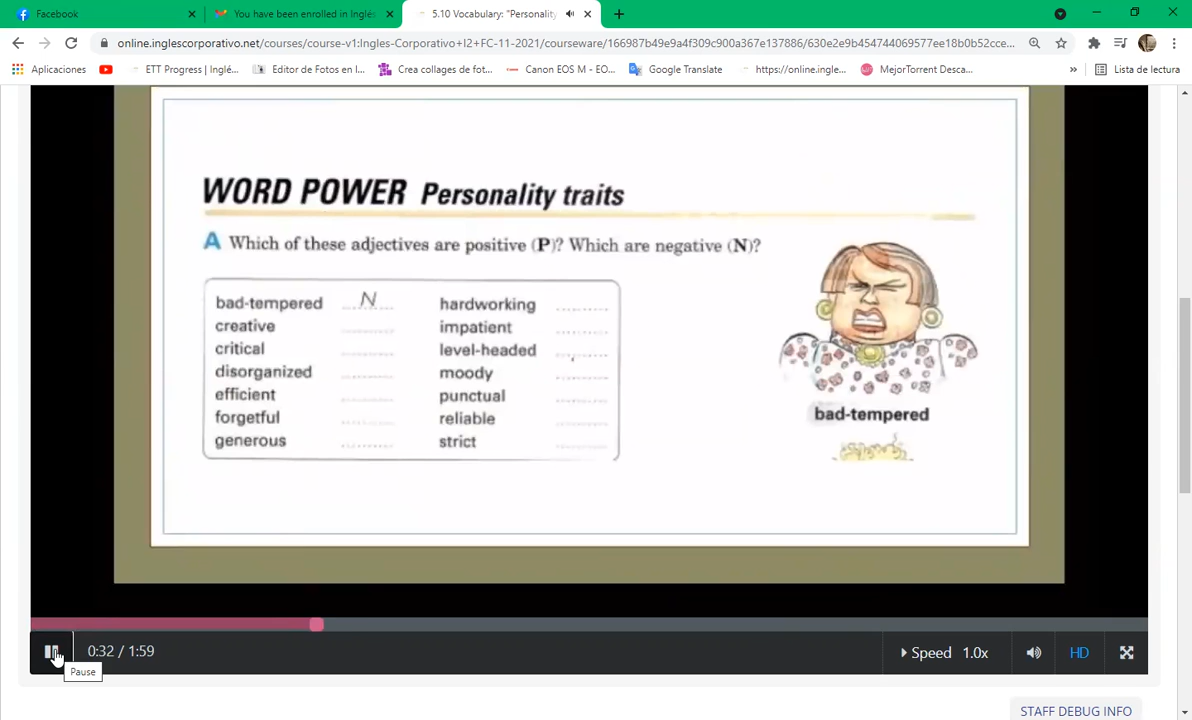 Facebook
You have been enrolled in Inglés
5.10 Vocabulary: "Personality
online.inglescorporativo.net/courses/course-v1:Ingles-Corporativo+I2+FC-11-2021/courseware/166987b49e9a4f309c900a367e137886/630e2e9b454744069577ee18b0b52cce...
Aplicaciones
ETT Progress | Inglé...
Editor de Fotos en l...
Crea collages de fot...
Canon EOS M - EO...
Google Translate
https://online.ingle...
MejorTorrent Desca...
»
Lista de lectura
WORD POWER Personality traits
A Which of these adjectives are positive (P)? Which are negative (N)?
bad-tempered N hardworking
creative impatient
critical level-headed
disorganized moody
efficient punctual
forgetful reliable
generous strict
bad-tempered
0:32 / 1:59
Speed 1.0x
HD
Pause
STAFF DEBUG INFO